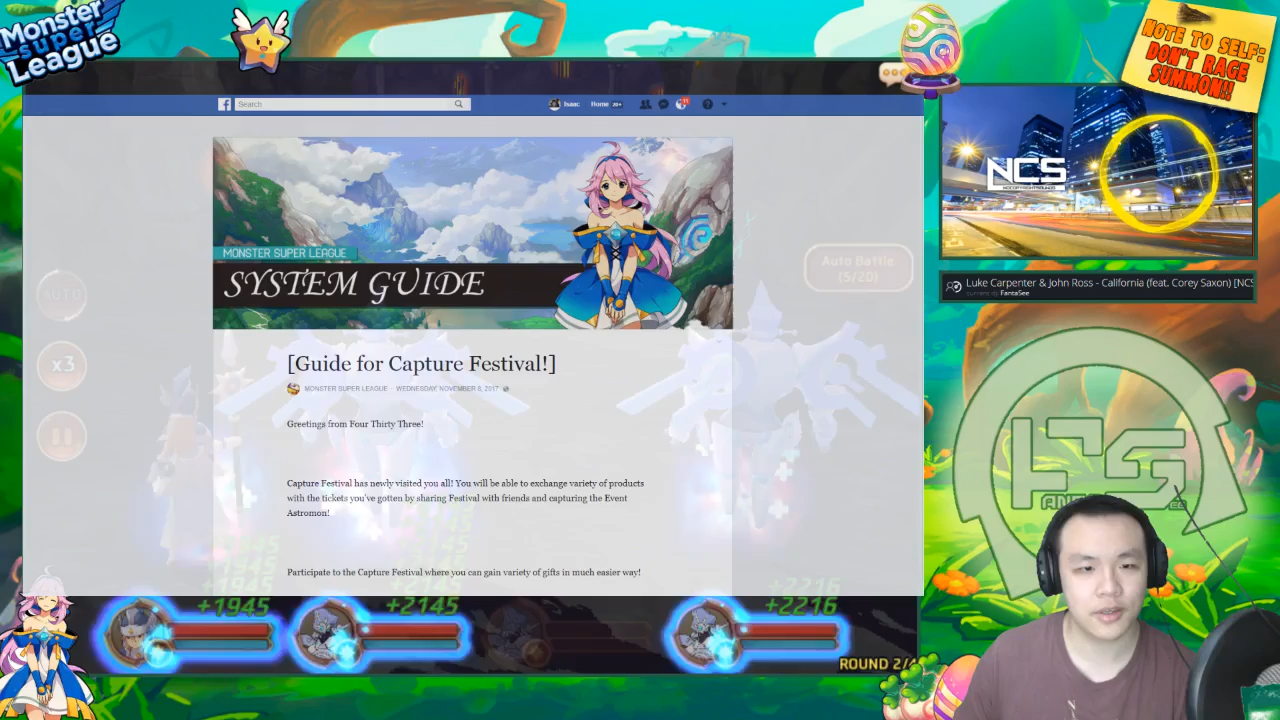 Monster
super
League
NOTE TO SELF:
DON'T RAGE
SUMMON!!
Search
Isaac
Home 20+
MONSTER SUPER LEAGUE
SYSTEM GUIDE
Auto Battle
(5/20)
AUTO
x3
[Guide for Capture Festival!]
MONSTER SUPER LEAGUE · WEDNESDAY, NOVEMBER 8, 2017
Greetings from Four Thirty Three!
Capture Festival has newly visited you all! You will be able to exchange variety of products
with the tickets you've gotten by sharing Festival with friends and capturing the Event
Astromon!
Participate to the Capture Festival where you can gain variety of gifts in much easier way!
+1945
+2145
+2216
+2216
ROUND 2/4
NCS
NOCOPYRIGHTSOUNDS
Luke Carpenter & John Ross - California (feat. Corey Saxon) [NCS
FantaSee